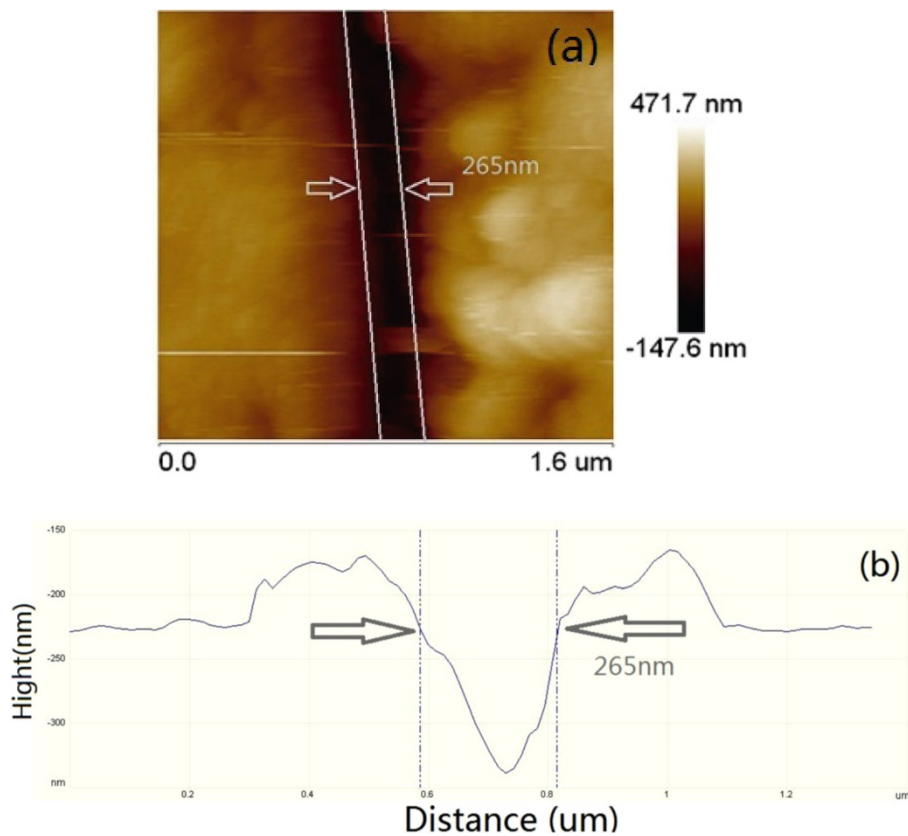 (a)
471.7 nm
265nm
-147.6 nm
0.0 1.6 um
-150
(b)
-200
Hight(nm)
-250
265nm
-300
nm
0.2 0.4 0.6 0.8 1 1.2 um
Distance (um)